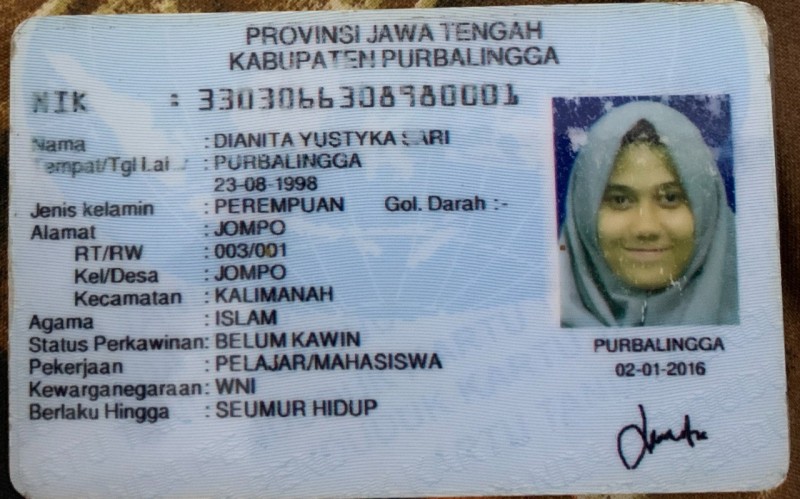 PROVINSI JAWA TENGAH
KABUPATEN PURBALINGGA
NIK : 3303066308980001
Nama : DIANITA YUSTYKA SARI
Tempat/Tgl Lahir : PURBALINGGA
23-08-1998
Jenis kelamin : PEREMPUAN Gol. Darah :-
Alamat : JOMPO
RT/RW : 003/001
Kel/Desa : JOMPO
Kecamatan : KALIMANAH
Agama : ISLAM
Status Perkawinan: BELUM KAWIN
Pekerjaan : PELAJAR/MAHASISWA
Kewarganegaraan: WNI
Berlaku Hingga : SEUMUR HIDUP
PURBALINGGA
02-01-2016